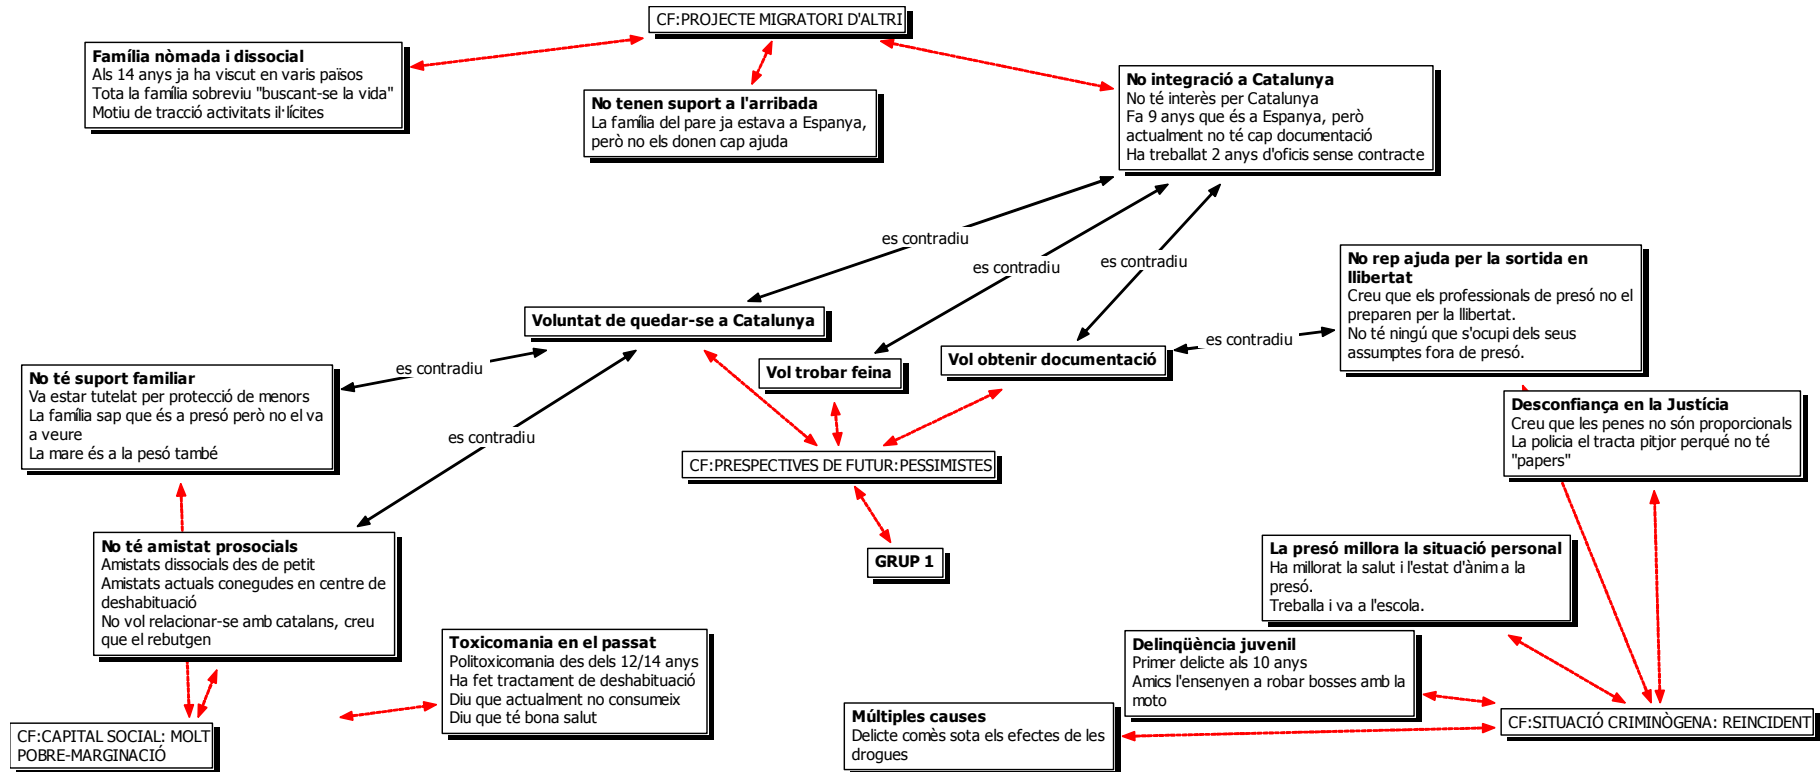 CF:PROJECTE MIGRATORI D'ALTRI
Família nòmada i dissocial
Als 14 anys ja ha viscut en varis països
Tota la família sobreviu "buscant-se la vida"
Motiu de tracció activitats il·lícites
No tenen suport a l'arribada
La família del pare ja estava a Espanya,
però no els donen cap ajuda
No integració a Catalunya
No té interès per Catalunya
Fa 9 anys que és a Espanya, però
actualment no té cap documentació
Ha treballat 2 anys d'oficis sense contracte
es contradiu
es contradiu
es contradiu
No rep ajuda per la sortida en
llibertat
Creu que els professionals de presó no el
preparen per la llibertat.
No té ningú que s'ocupi dels seus
assumptes fora de presó.
Voluntat de quedar-se a Catalunya
Vol trobar feina
Vol obtenir documentació
es contradiu
es contradiu
No té suport familiar
Va estar tutelat per protecció de menors
La família sap que és a presó però no el va
a veure
La mare és a la pesó també
es contradiu
Desconfiança en la Justícia
Creu que les penes no són proporcionals
La policia el tracta pitjor perqué no té
"papers"
CF:PRESPECTIVES DE FUTUR:PESSIMISTES
GRUP 1
No té amistat prosocials
Amistats dissocials des de petit
Amistats actuals conegudes en centre de
deshabituació
No vol relacionar-se amb catalans, creu
que el rebutgen
La presó millora la situació personal
Ha millorat la salut i l'estat d'ànim a la
presó.
Treballa i va a l'escola.
Toxicomania en el passat
Politoxicomania des dels 12/14 anys
Ha fet tractament de deshabituació
Diu que actualment no consumeix
Diu que té bona salut
Delinqüència juvenil
Primer delicte als 10 anys
Amics l'ensenyen a robar bosses amb la
moto
Múltiples causes
Delicte comès sota els efectes de les
drogues
CF:CAPITAL SOCIAL: MOLT
POBRE-MARGINACIÓ
CF:SITUACIÓ CRIMINÒGENA: REINCIDENT